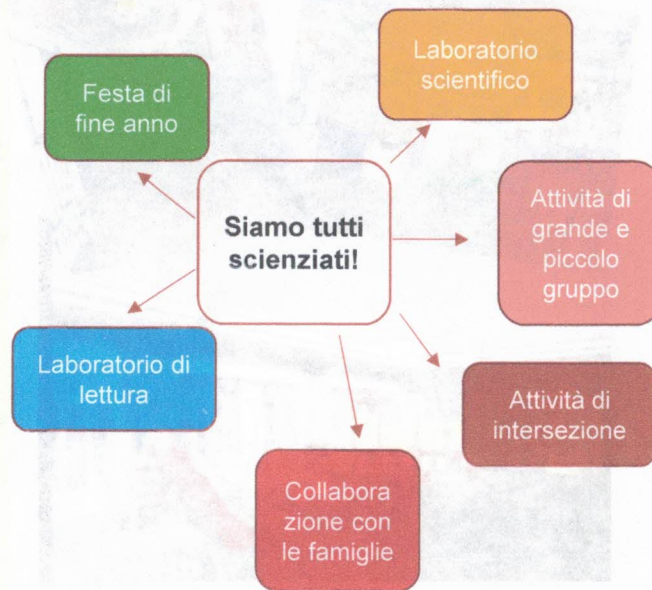 Laboratorio
scientifico
Festa di
fine anno
Siamo tutti
scienziati!
Attività di
grande e
piccolo
gruppo
Laboratorio di
lettura
Attività di
intersezione
Collabora
zione con
le famiglie